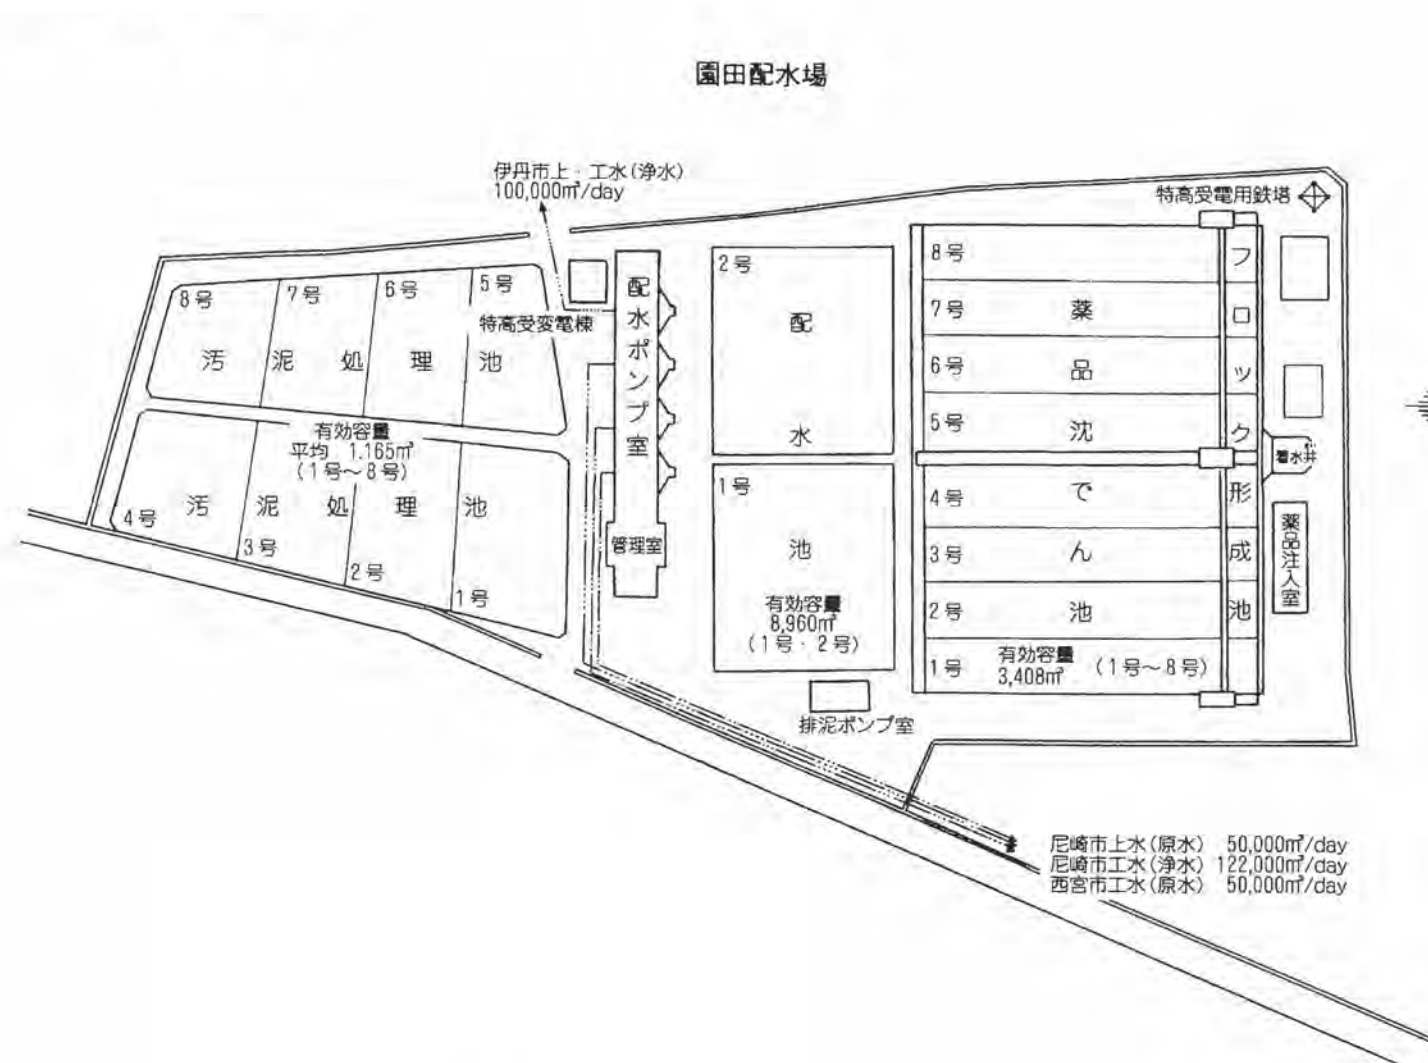 園田配水場
伊丹市上・工水(浄水)
100,000m³/day
特高受電用鉄塔
8号
7号
6号
5号
汚泥処理池
特高受変電棟
配水ポンプ室
管理室
有効容量
平均 1.165m³
(1号〜8号)
汚泥処理池
4号
3号
2号
1号
2号
1号
配水池
有効容量
8,960m³
(1号・2号)
排泥ポンプ室
8号
7号
6号
5号
4号
3号
2号
1号
薬品沈でん池
有効容量
3,408m³
(1号〜8号)
フロック形成池
着水井
薬品注入室
尼崎市上水(原水) 50,000m³/day
尼崎市工水(浄水) 122,000m³/day
西宮市工水(原水) 50,000m³/day